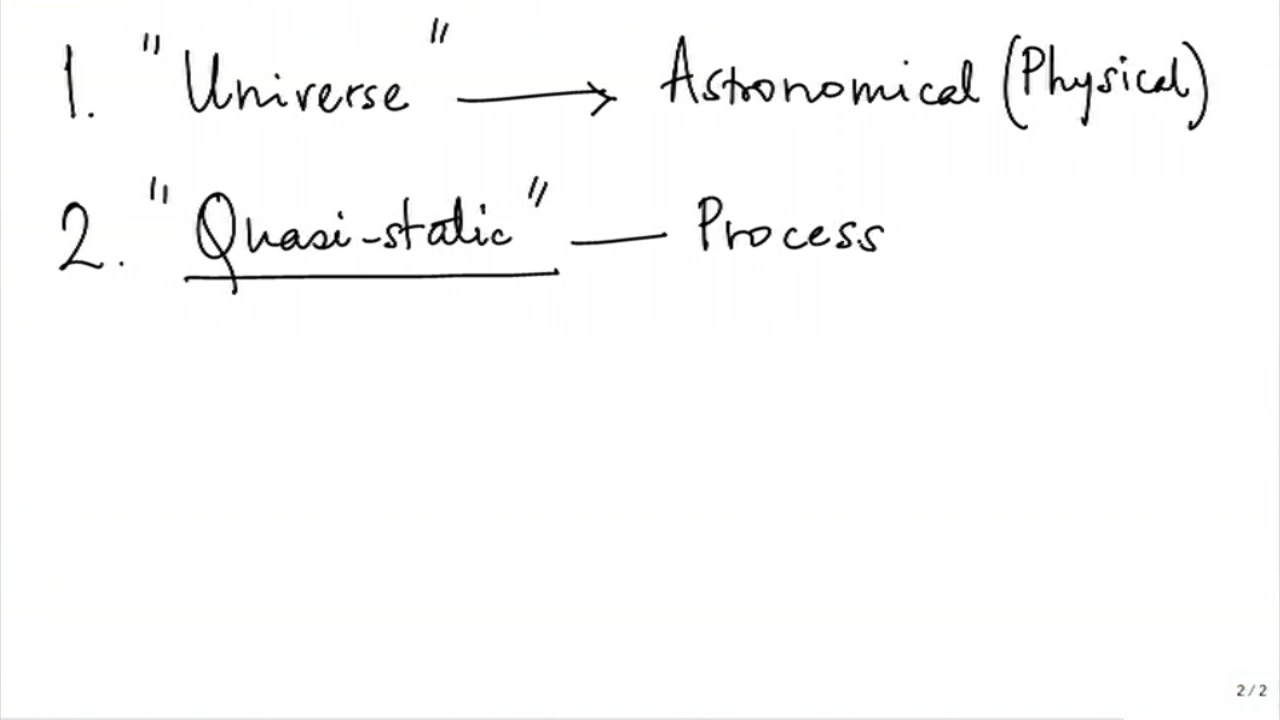 1. "Universe" → Astronomical (Physical)
2. "Quasi-static" — Process
2/2